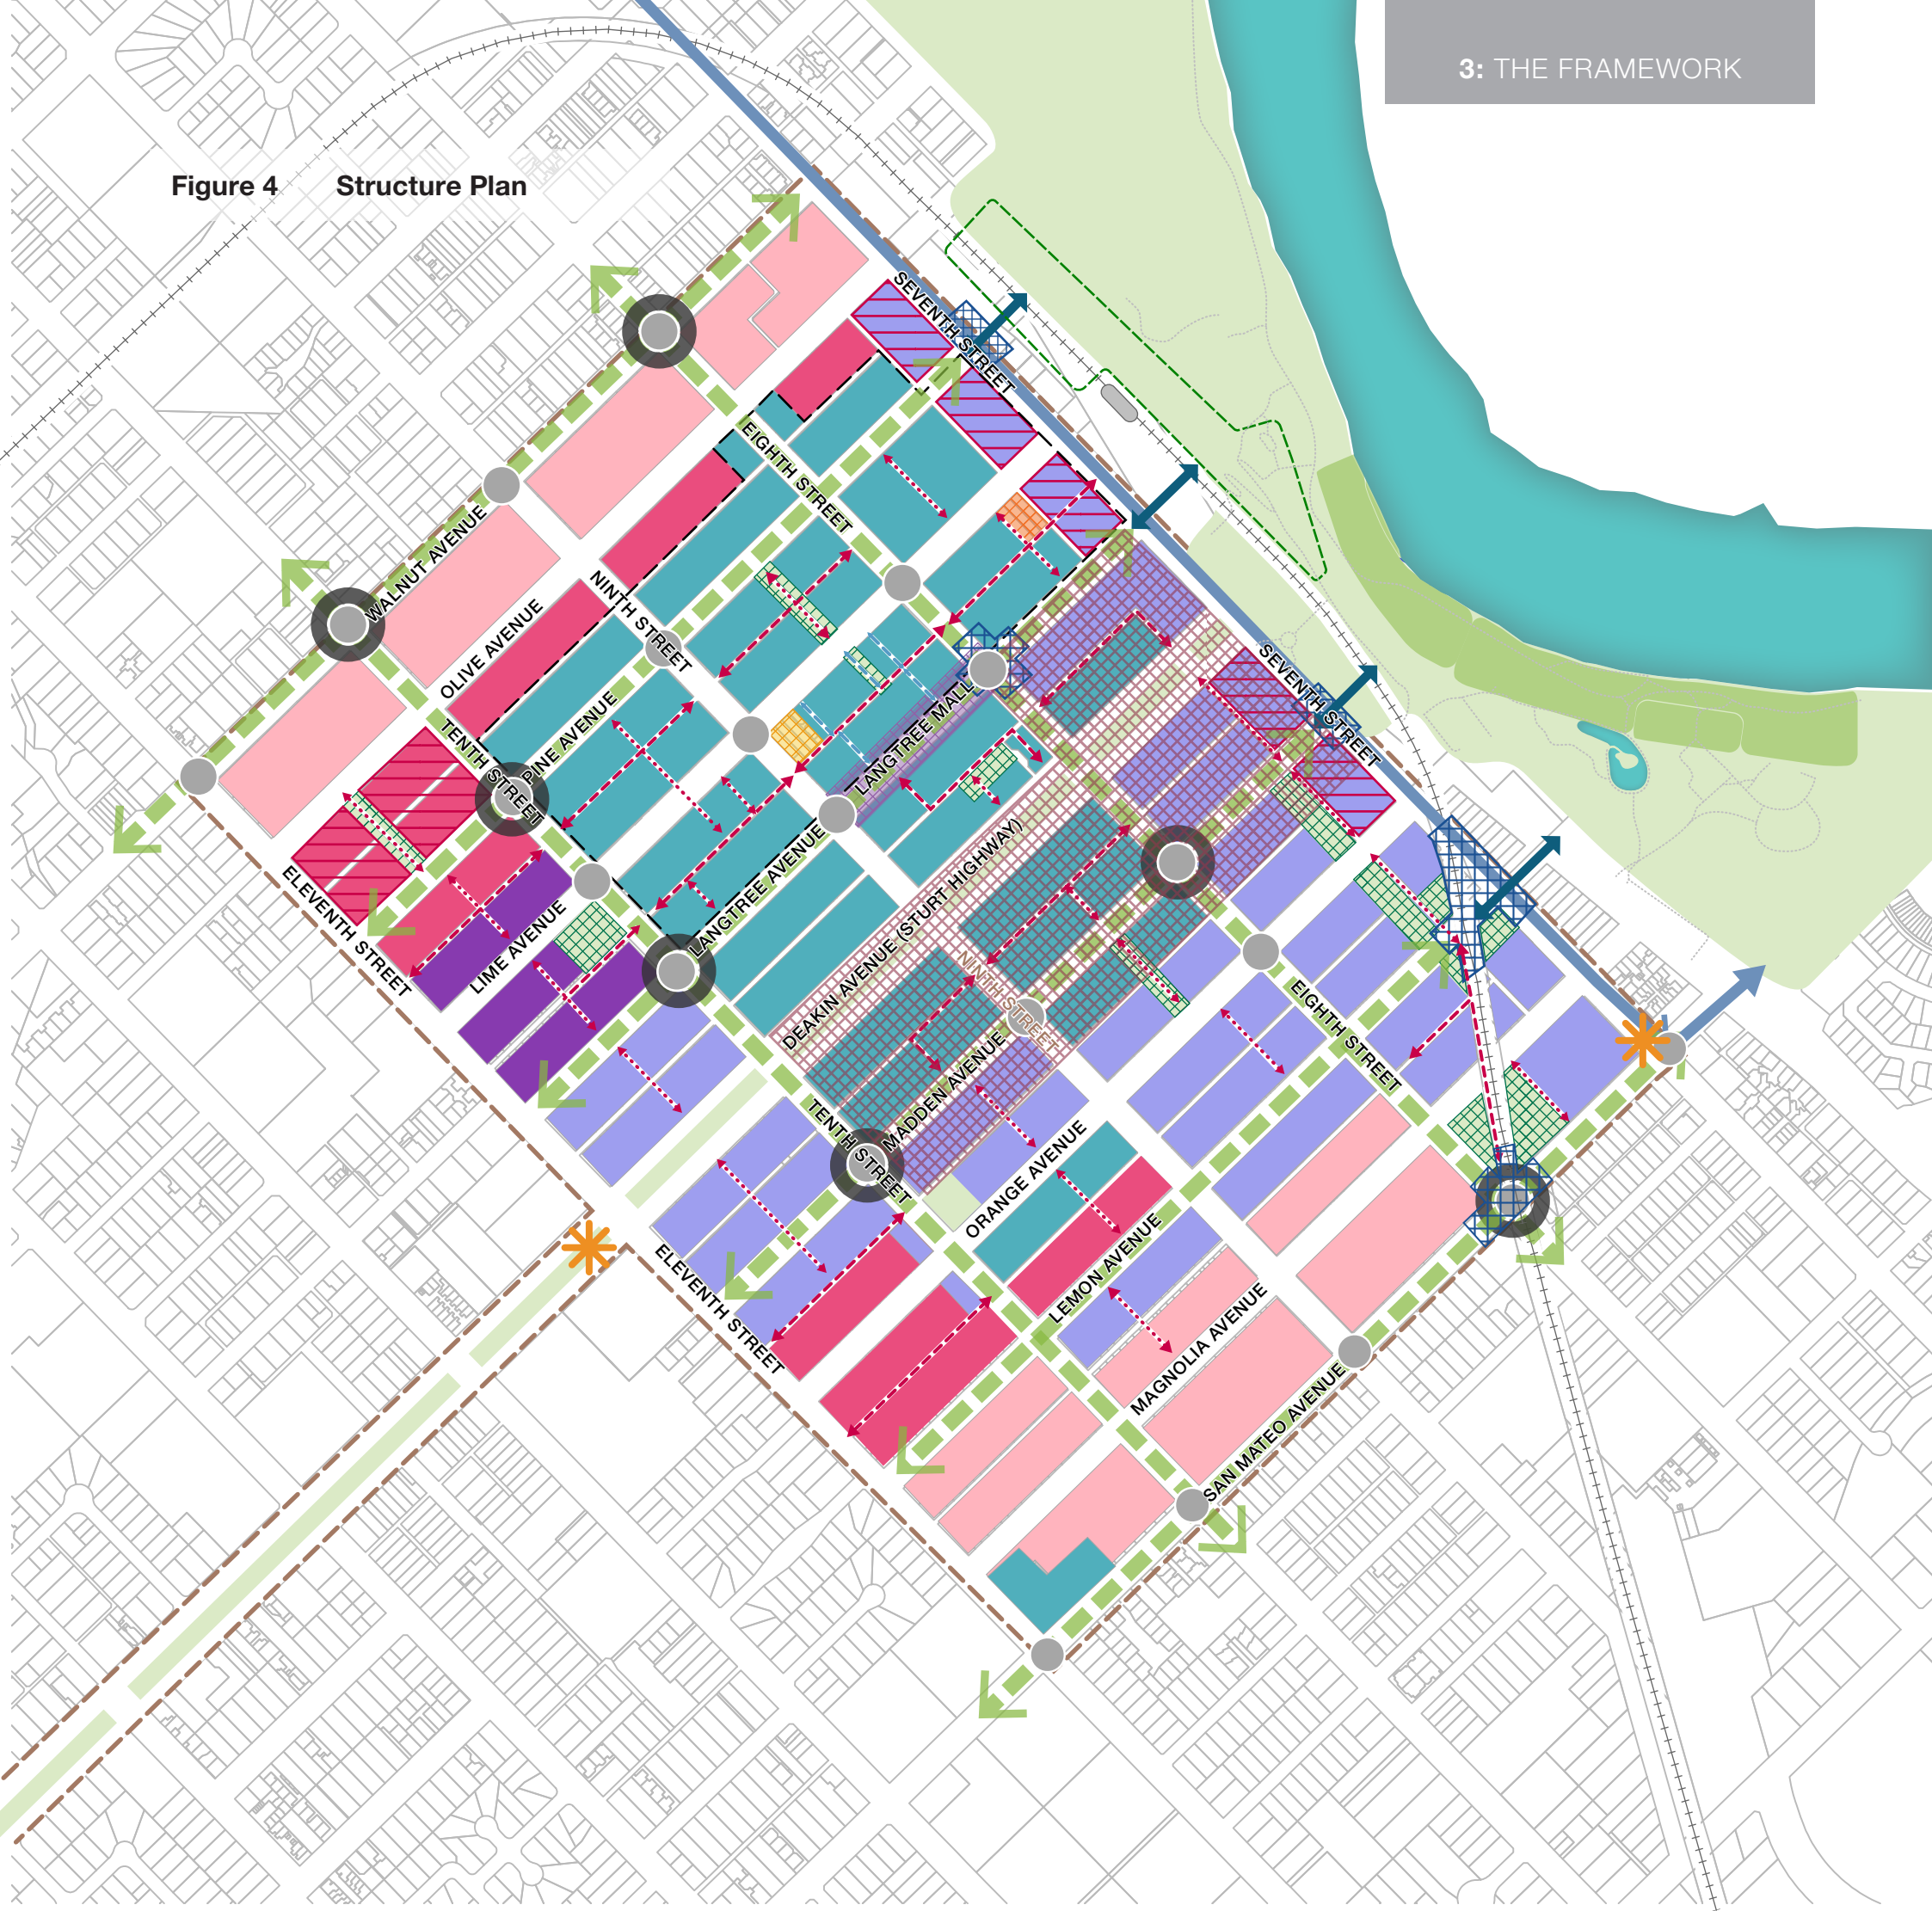 3: THE FRAMEWORK
Figure 4 Structure Plan
SEVENTH STREET
EIGHTH STREET
WALNUT AVENUE
NINTH STREET
OLIVE AVENUE
SEVENTH STREET
LANGTREE MALL
PINE AVENUE
TENTH STREET
LANGTREE AVENUE
DEAKIN AVENUE (STURT HIGHWAY)
ELEVENTH STREET
LIME AVENUE
NINTH STREET
EIGHTH STREET
MADDEN AVENUE
TENTH STREET
ORANGE AVENUE
LEMON AVENUE
ELEVENTH STREET
MAGNOLIA AVENUE
SAN MATEO AVENUE